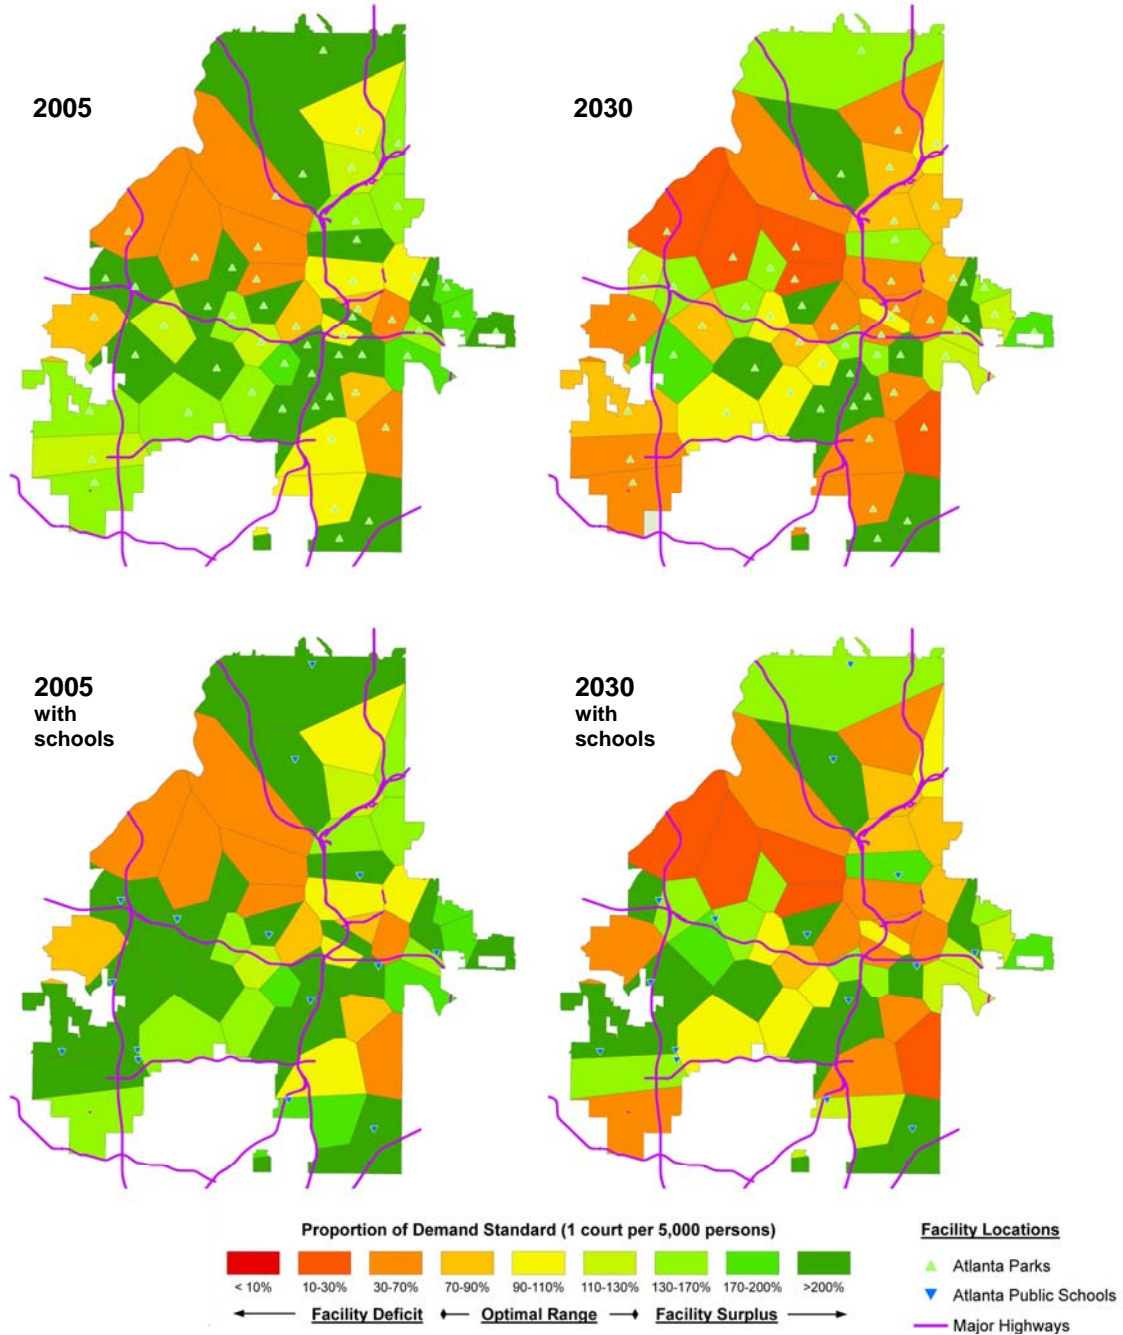 2005
2030
2005
with
schools
2030
with
schools
Proportion of Demand Standard (1 court per 5,000 persons)
< 10%
10-30%
30-70%
70-90%
90-110%
110-130%
130-170%
170-200%
>200%
Facility Deficit
Optimal Range
Facility Surplus
Facility Locations
Atlanta Parks
Atlanta Public Schools
Major Highways